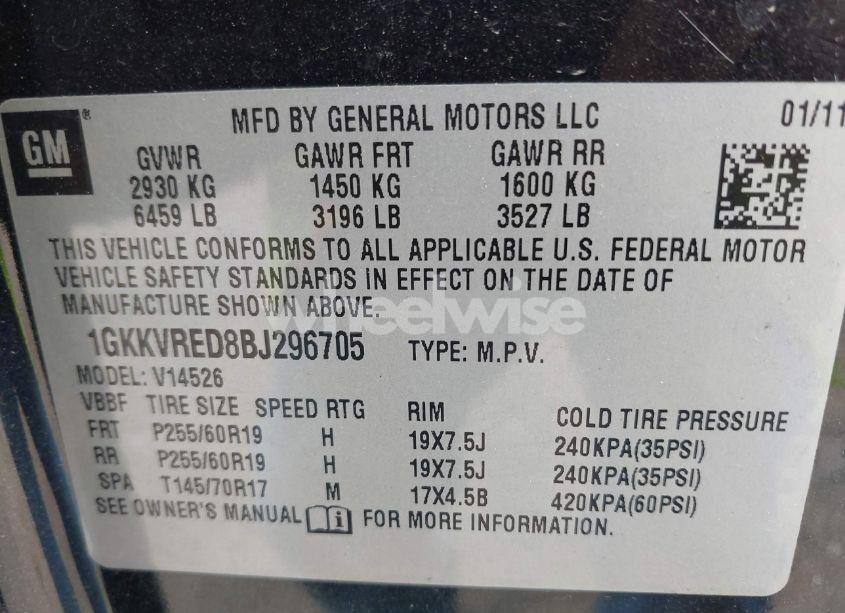 GM ®
MFD BY GENERAL MOTORS LLC 01/11
GVWR GAWR FRT GAWR RR
2930 KG 1450 KG 1600 KG
6459 LB 3196 LB 3527 LB
THIS VEHICLE CONFORMS TO ALL APPLICABLE U.S. FEDERAL MOTOR
VEHICLE SAFETY STANDARDS IN EFFECT ON THE DATE OF
MANUFACTURE SHOWN ABOVE.
wheelwise
1GKKVRED8BJ296705 TYPE: M.P.V.
MODEL: V14526
VBBF TIRE SIZE SPEED RTG RIM COLD TIRE PRESSURE
FRT P255/60R19 H 19X7.5J 240KPA(35PSI)
RR P255/60R19 H 19X7.5J 240KPA(35PSI)
SPA T145/70R17 M 17X4.5B 420KPA(60PSI)
SEE OWNER'S MANUAL FOR MORE INFORMATION.